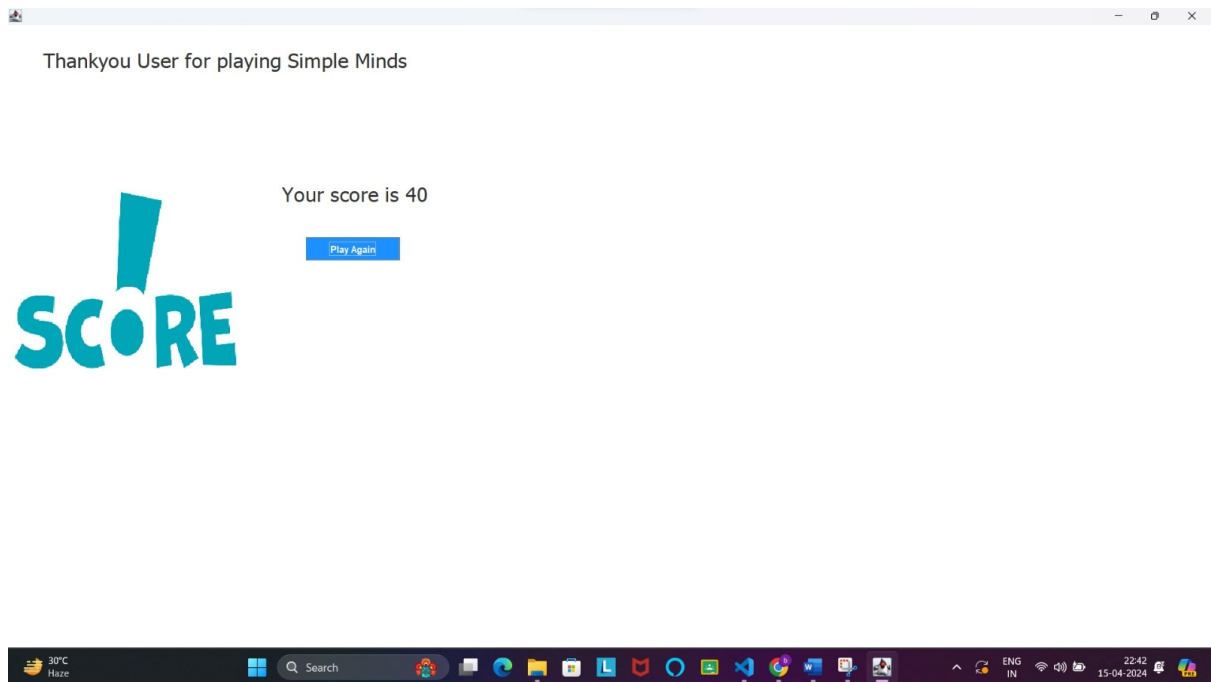 Thankyou User for playing Simple Minds
Your score is 40
Play Again
SCORE
30°C
Haze
Search
ENG
IN
22:42
15-04-2024